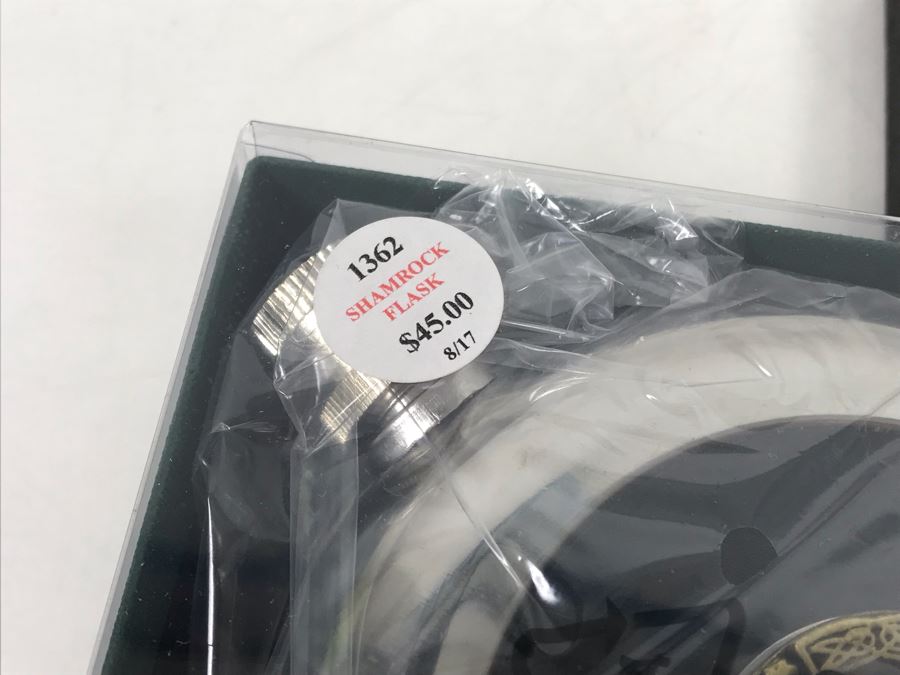 1362
SHAMROCK
FLASK
$45.00
8/17